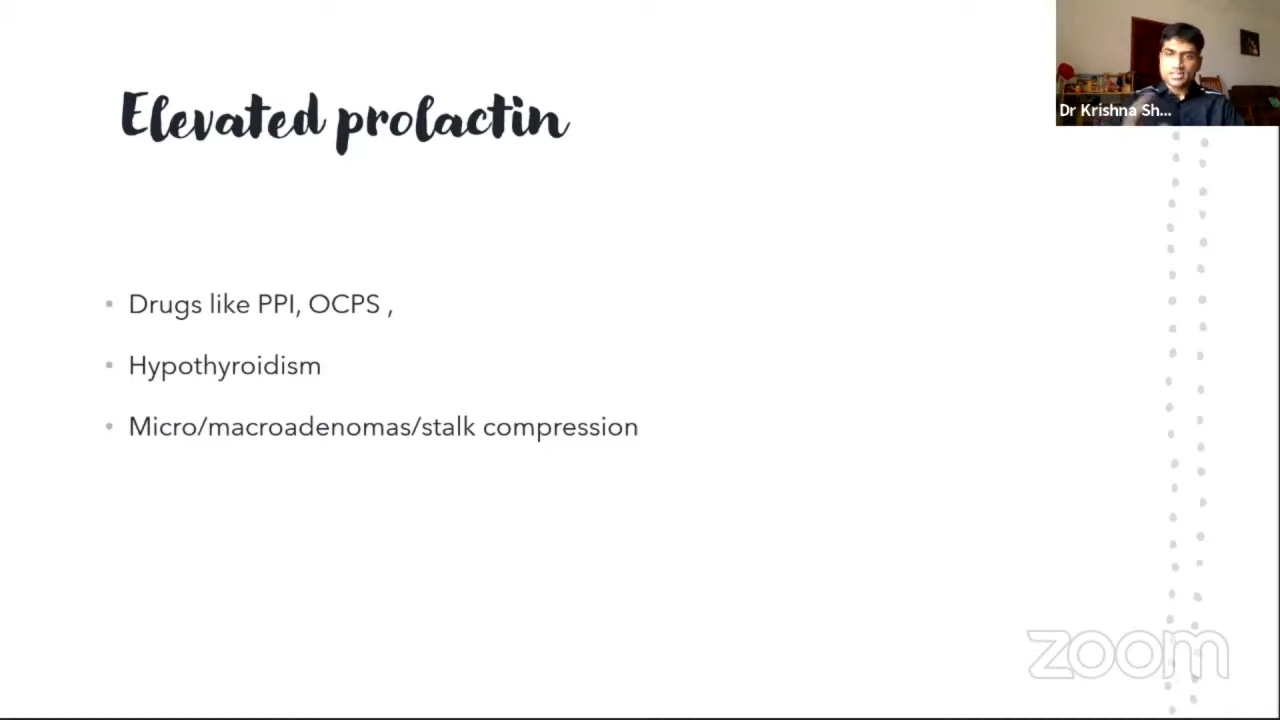 Elevated prolactin
Dr Krishna Sh...
Drugs like PPI, OCPS ,
Hypothyroidism
Micro/macroadenomas/stalk compression
zoom